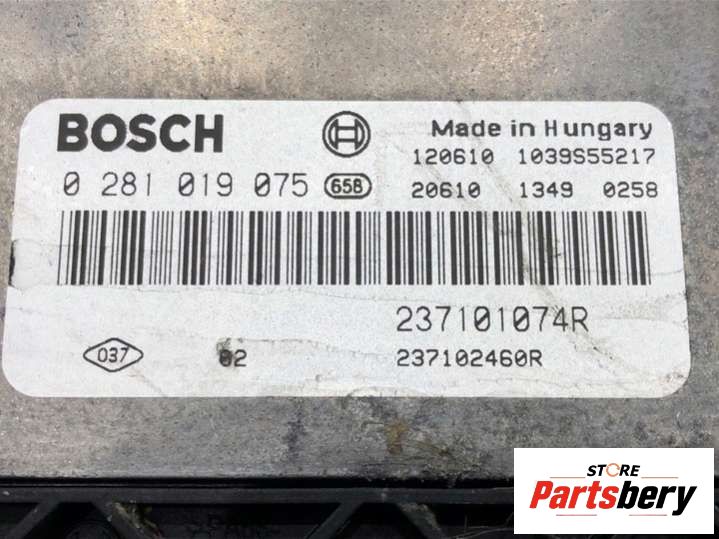 BOSCH
Made in Hungary
120610 1039S55217
0 281 019 075 658
20610 1349 0258
237101074R
037 02
237102460R
STORE
Partsbery